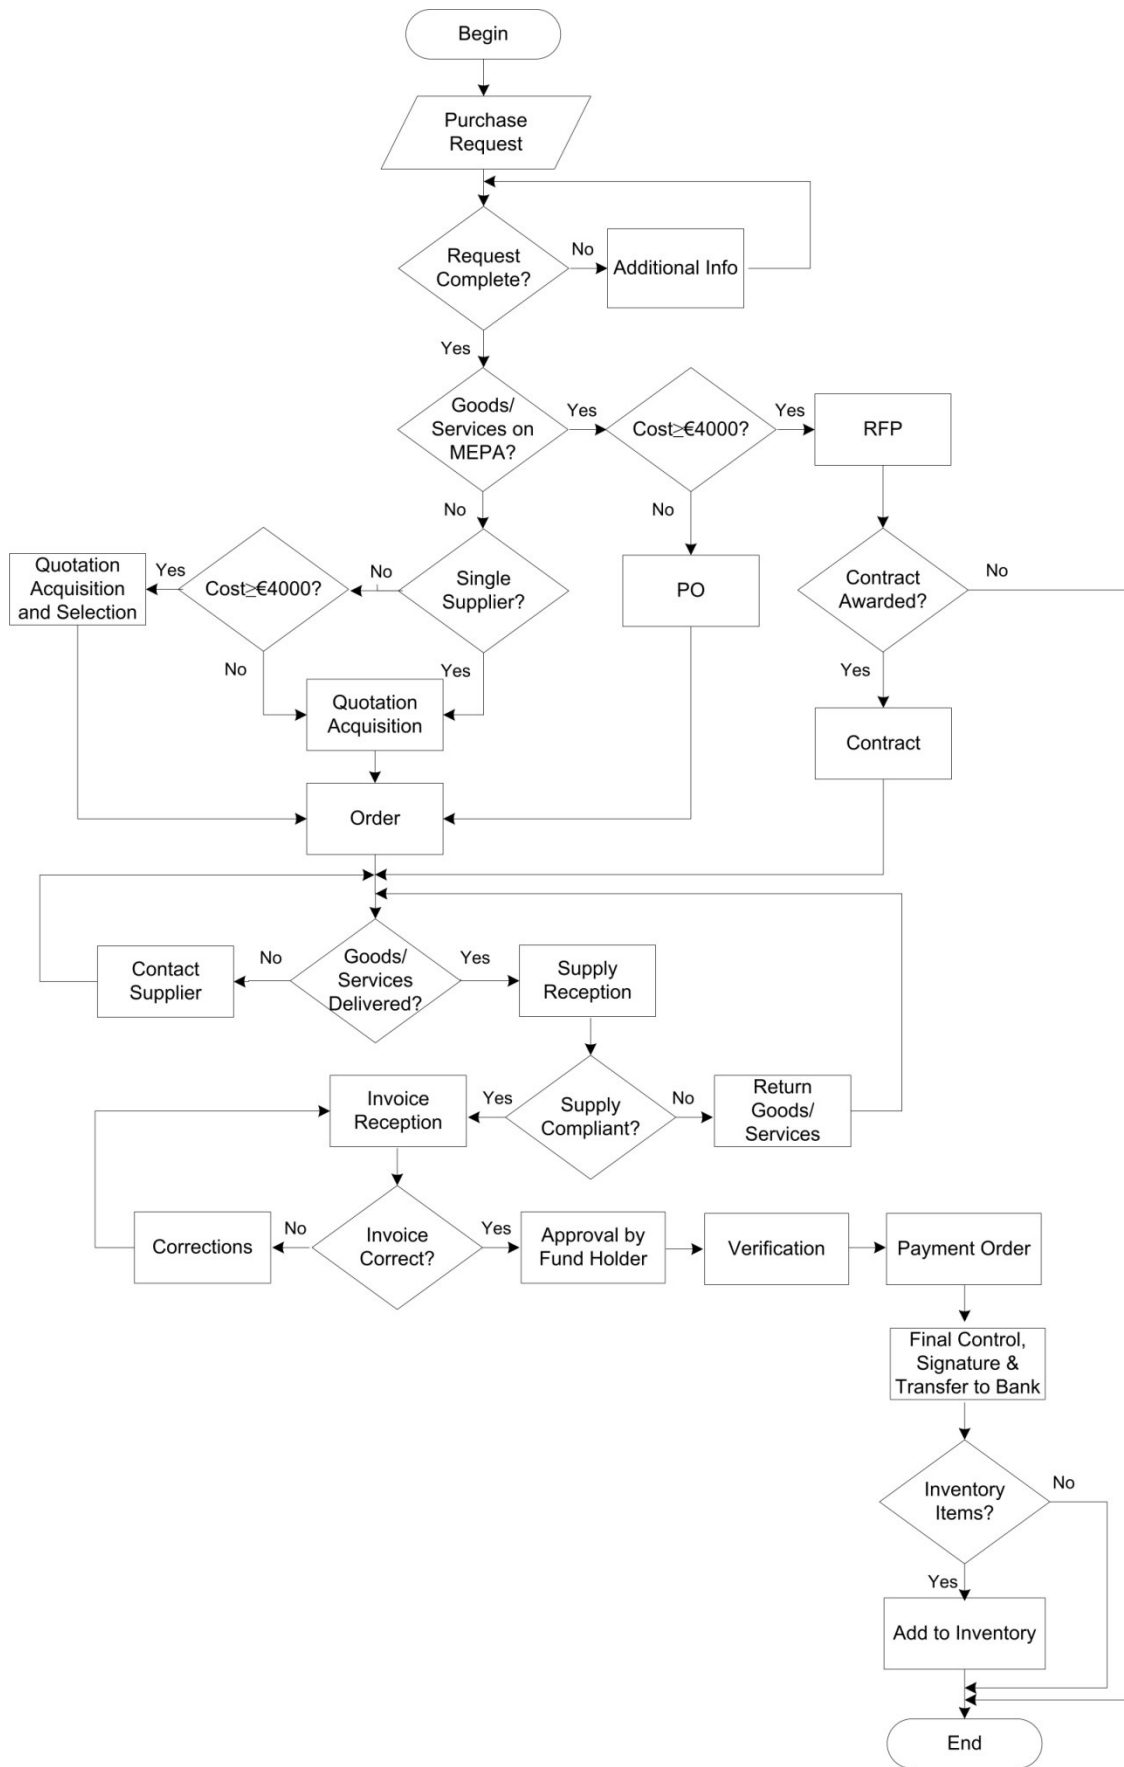 Begin
Purchase
Request
Request
Complete?
No
Additional Info
Yes
Goods/
Services on
MEPA?
Yes
Cost≥€4000?
Yes
RFP
No
No
Quotation
Acquisition
and Selection
Yes
Cost≥€4000?
No
Single
Supplier?
PO
Contract
Awarded?
No
No
Yes
Yes
Quotation
Acquisition
Contract
Order
Contact
Supplier
No
Goods/
Services
Delivered?
Yes
Supply
Reception
Invoice
Reception
Yes
Supply
Compliant?
No
Return
Goods/
Services
Corrections
No
Invoice
Correct?
Yes
Approval by
Fund Holder
Verification
Payment Order
Final Control,
Signature &
Transfer to Bank
Inventory
Items?
No
Yes
Add to Inventory
End